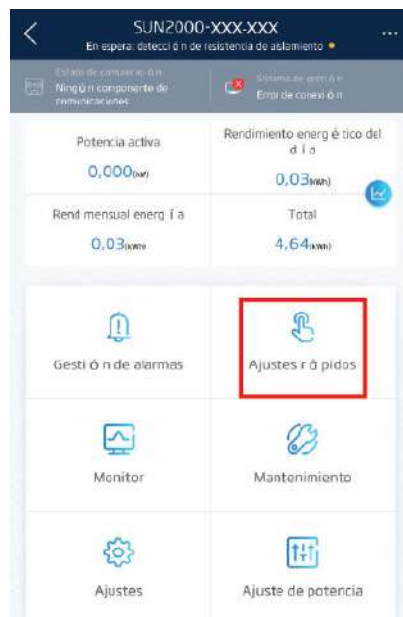 SUN2000-XXX-XXX
En espera: detecci ó n de resistencia de aislamiento
Estado de comunicaci ó n
Ningú n componente de
comunicaciones
Sistema de gesti ó n
Error de conexi ó n
Potencia activa
0,000(kW)
Rendimiento energ é tico del
d í a
0,03(kWh)
Rend mensual energ í a
0,03(kWh)
Total
4,64(kWh)
Gesti ó n de alarmas
Ajustes r á pidos
Monitor
Mantenimiento
Ajustes
Ajuste de potencia